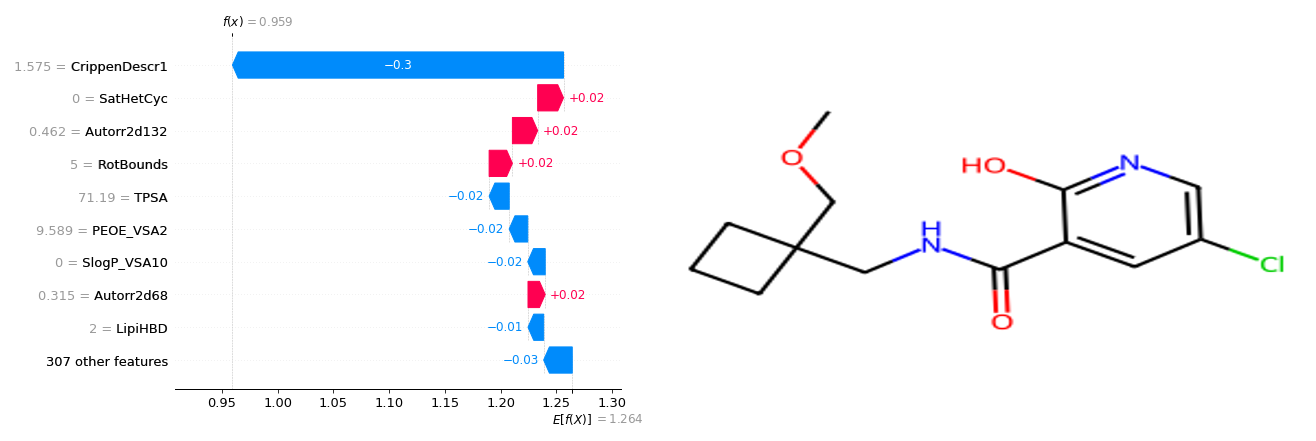 f(x) = 0.959
1.575 = CrippenDescr1
−0.3
0 = SatHetCyc
+0.02
0.462 = Autorr2d132
+0.02
5 = RotBounds
+0.02
71.19 = TPSA
−0.02
9.589 = PEOE_VSA2
−0.02
0 = SlogP_VSA10
−0.02
0.315 = Autorr2d68
+0.02
2 = LipiHBD
−0.01
307 other features
−0.03
0.95 1.00 1.05 1.10 1.15 1.20 1.25 1.30
E[f(X)] = 1.264
O
HO
N
H
N
Cl
O